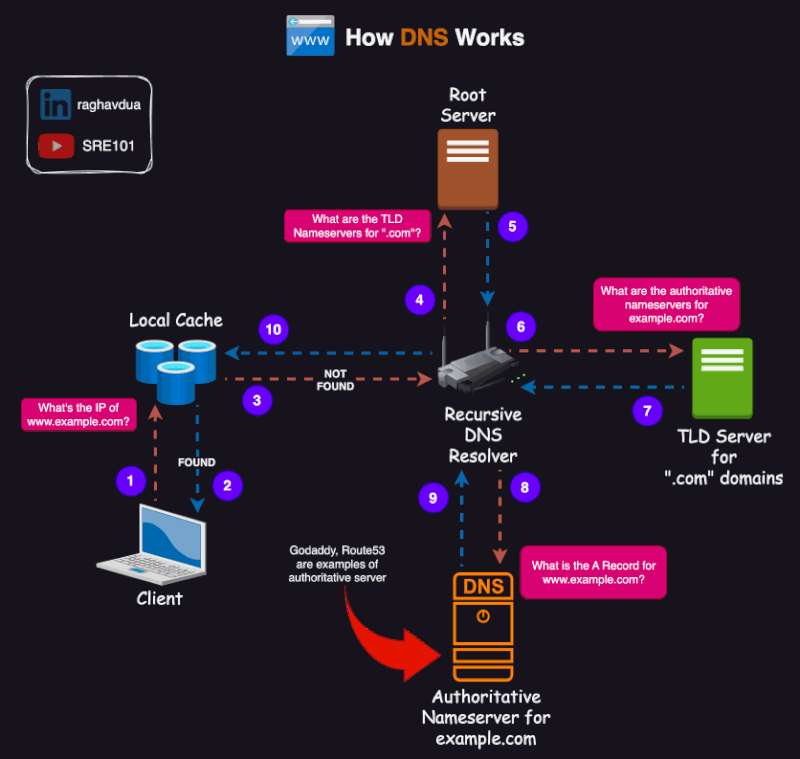 www
How DNS Works
in
raghavdua
SRE101
Root
Server
What are the TLD
Nameservers for ".com"?
5
4
What are the authoritative
nameservers for
example.com?
6
Local Cache
10
NOT
FOUND
3
7
What's the IP of
www.example.com?
Recursive
DNS
Resolver
TLD Server
for
".com" domains
FOUND
1
2
9
8
Godaddy, Route53
are examples of
authoritative server
What is the A Record for
www.example.com?
DNS
Client
Authoritative
Nameserver for
example.com